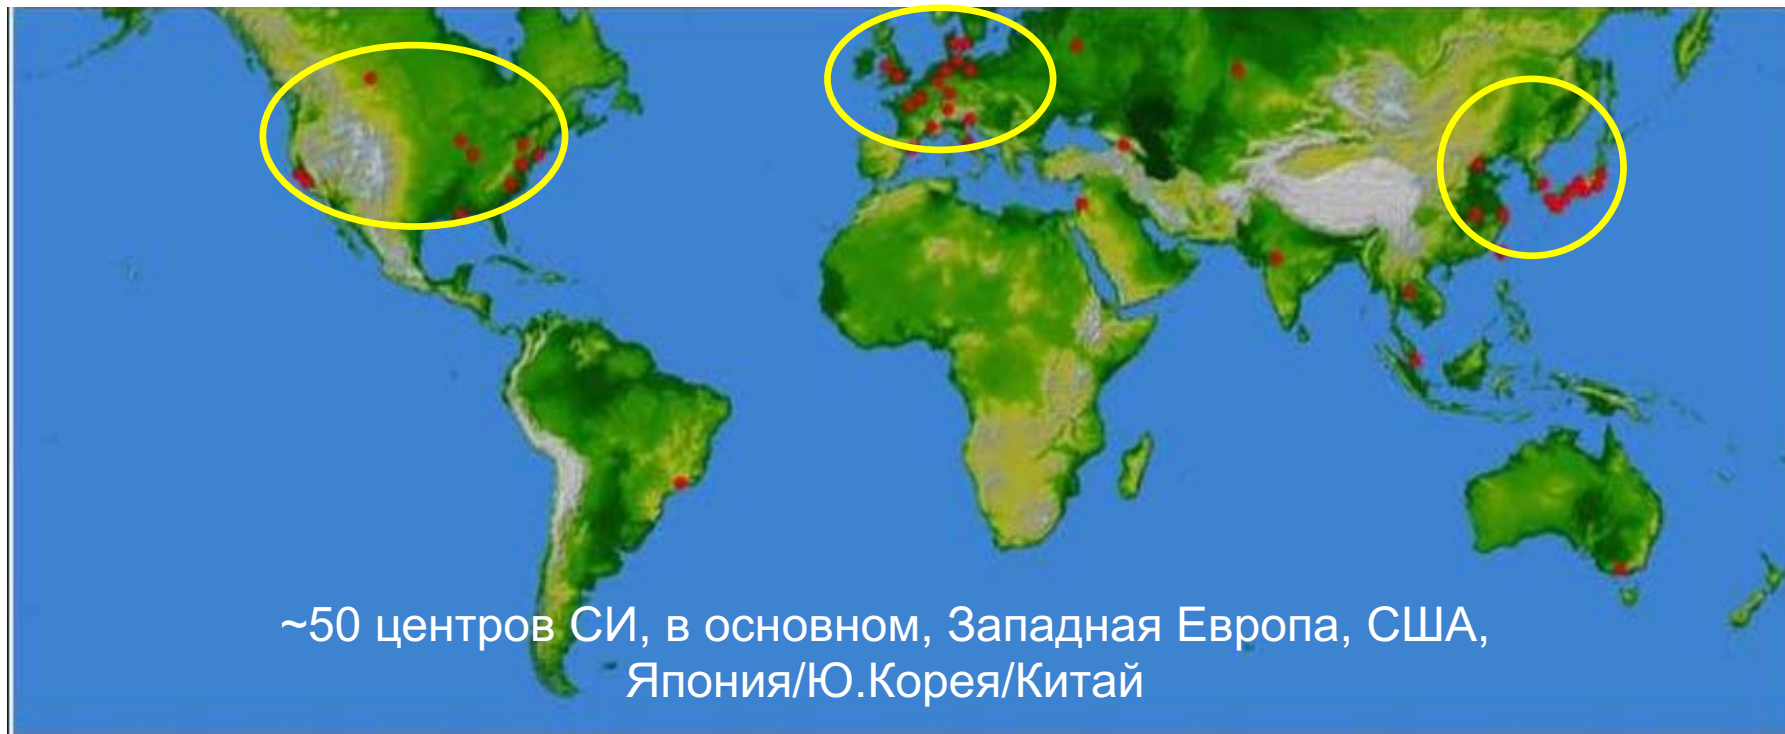 ~50 центров СИ, в основном, Западная Европа, США,
Япония/Ю.Корея/Китай